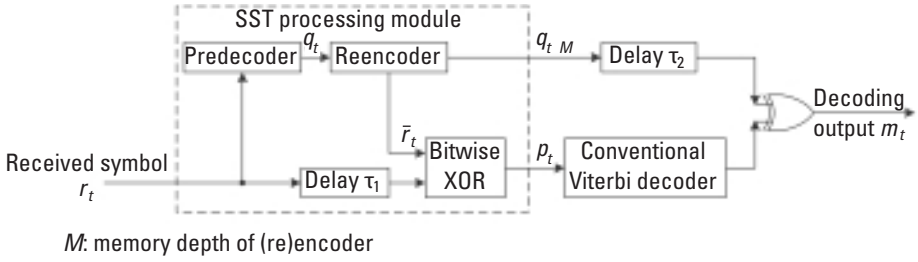 SST processing module
Predecoder
q_t
Reencoder
q_t M
Delay τ₂
Decoding
output m_t
r̄_t
Received symbol
r_t
Delay τ₁
Bitwise
XOR
p_t
Conventional
Viterbi decoder
M: memory depth of (re)encoder